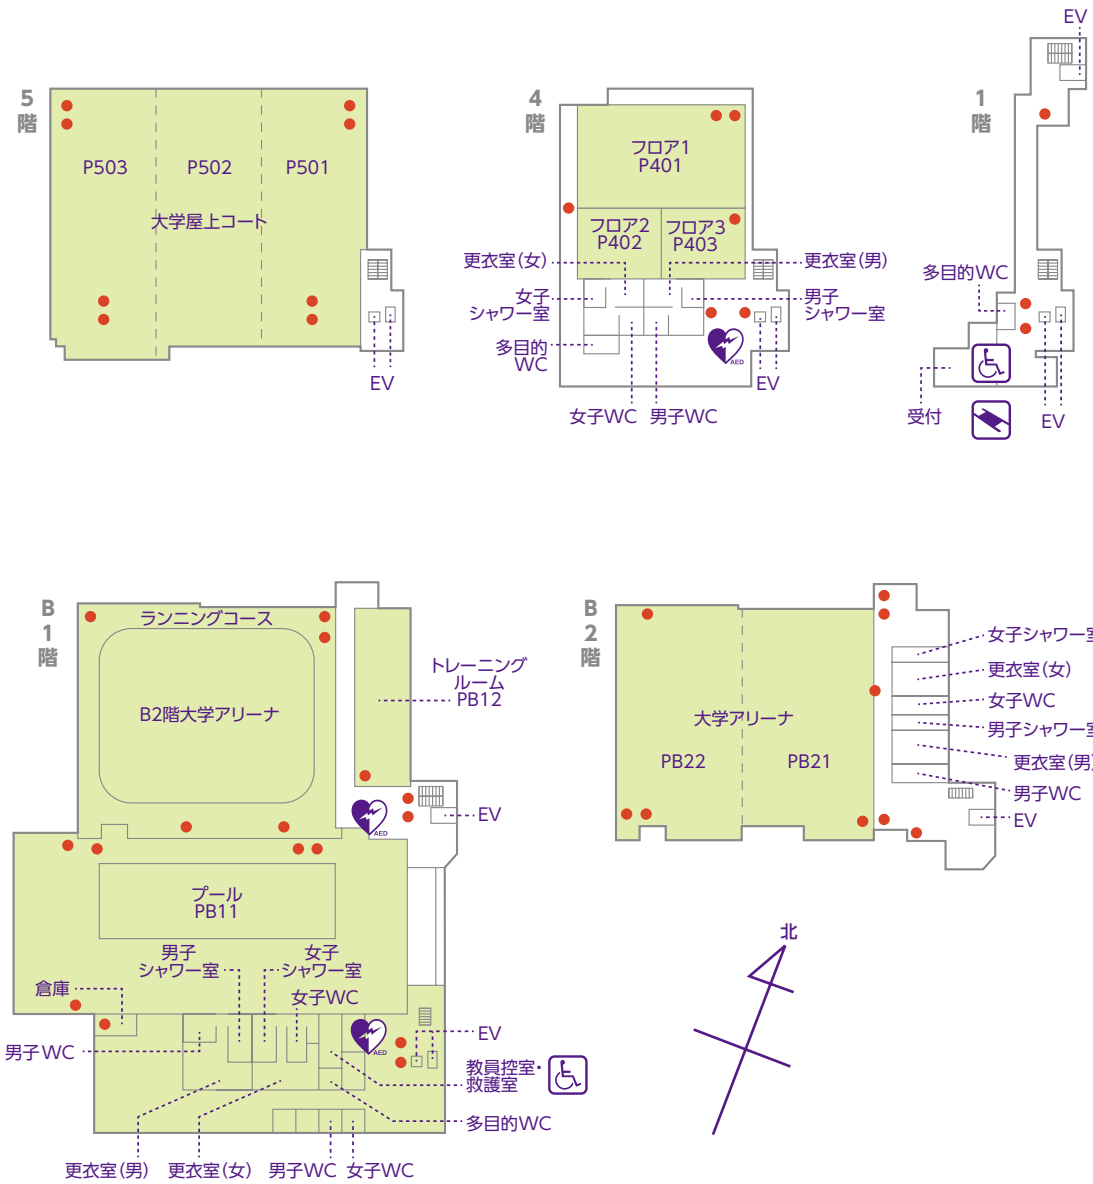 5
階
P503
P502
P501
大学屋上コート
EV
4
階
フロア1
P401
フロア2
P402
フロア3
P403
更衣室(女)
更衣室(男)
女子
シャワー室
男子
シャワー室
多目的
WC
AED
EV
女子WC
男子WC
EV
1
階
多目的WC
受付
EV
B
1
階
ランニングコース
B2階大学アリーナ
トレーニング
ルーム
PB12
AED
EV
プール
PB11
男子
シャワー室
女子
シャワー室
倉庫
女子WC
男子WC
AED
EV
教員控室・
救護室
多目的WC
更衣室(男)
更衣室(女)
男子WC
女子WC
B
2
階
大学アリーナ
PB22
PB21
女子シャワー室
更衣室(女)
女子WC
男子シャワー室
更衣室(男)
男子WC
EV
北